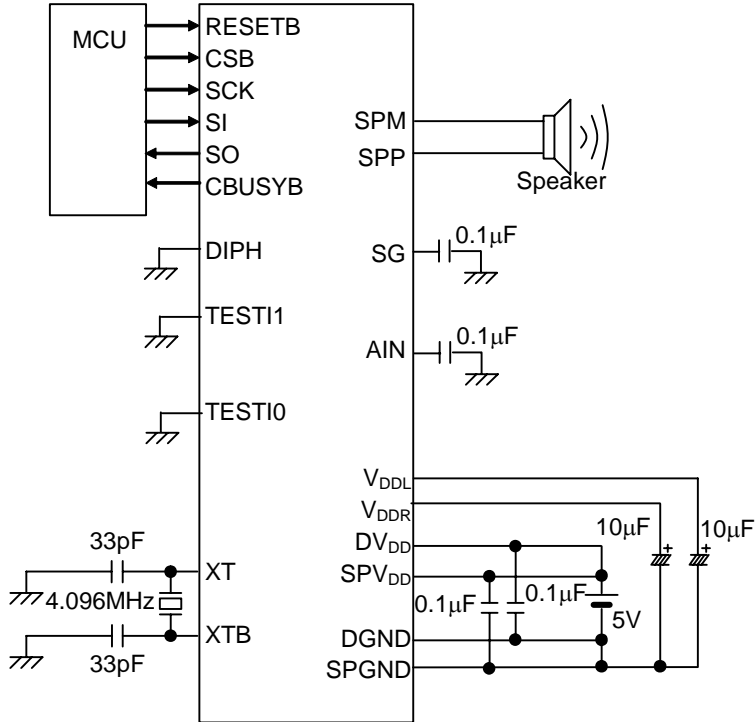 MCU
RESETB
CSB
SCK
SI
SO
CBUSYB
DIPH
TESTI1
TESTI0
33pF
XT
4.096MHz
XTB
33pF
SPM
SPP
Speaker
SG
0.1μF
AIN
0.1μF
VDDL
VDDR
10μF
10μF
DVDD
SPVDD
0.1μF
0.1μF
5V
DGND
SPGND
+
+